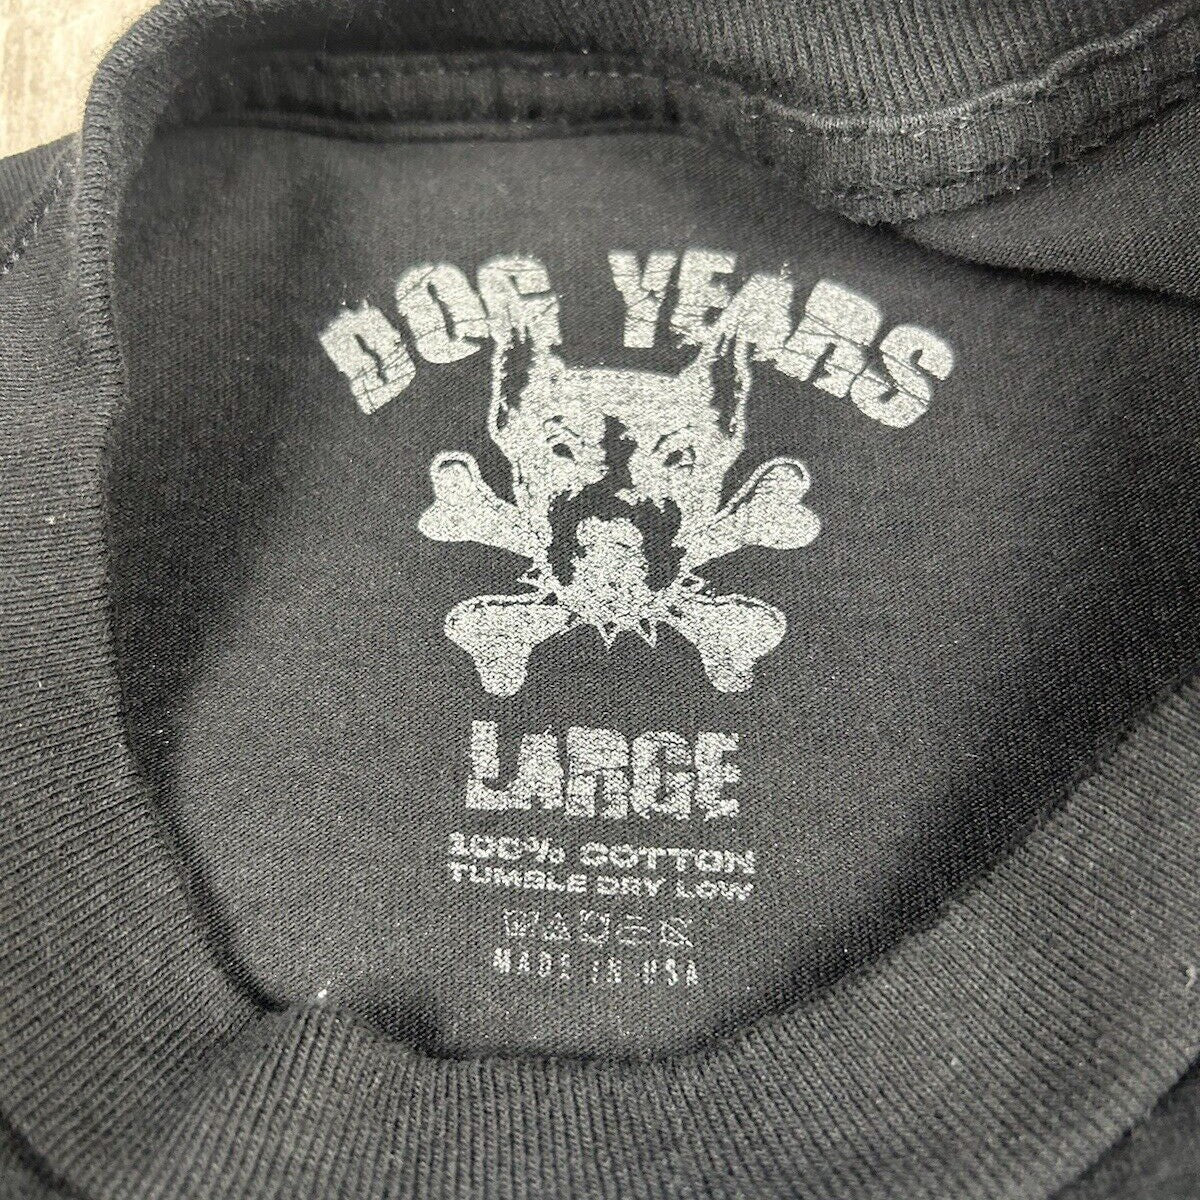 DOG YEARS
LARGE
100% COTTON
TUMBLE DRY LOW
MADE IN USA